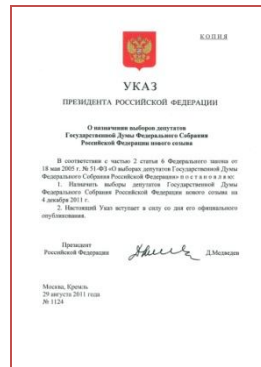 КОПИЯ
УКАЗ
ПРЕЗИДЕНТА РОССИЙСКОЙ ФЕДЕРАЦИИ
О назначении выборов депутатов
Государственной Думы Федерального Собрания
Российской Федерации нового созыва
В соответствии с частью 2 статьи 6 Федерального закона от
18 мая 2005 г. № 51-ФЗ «О выборах депутатов Государственной Думы
Федерального Собрания Российской Федерации» п о с т а н о в л я ю:
1. Назначить выборы депутатов Государственной Думы
Федерального Собрания Российской Федерации нового созыва на
4 декабря 2011 г.
2. Настоящий Указ вступает в силу со дня его официального
опубликования.
Президент
Российской Федерации Д.Медведев
Москва, Кремль
29 августа 2011 года
№ 1124